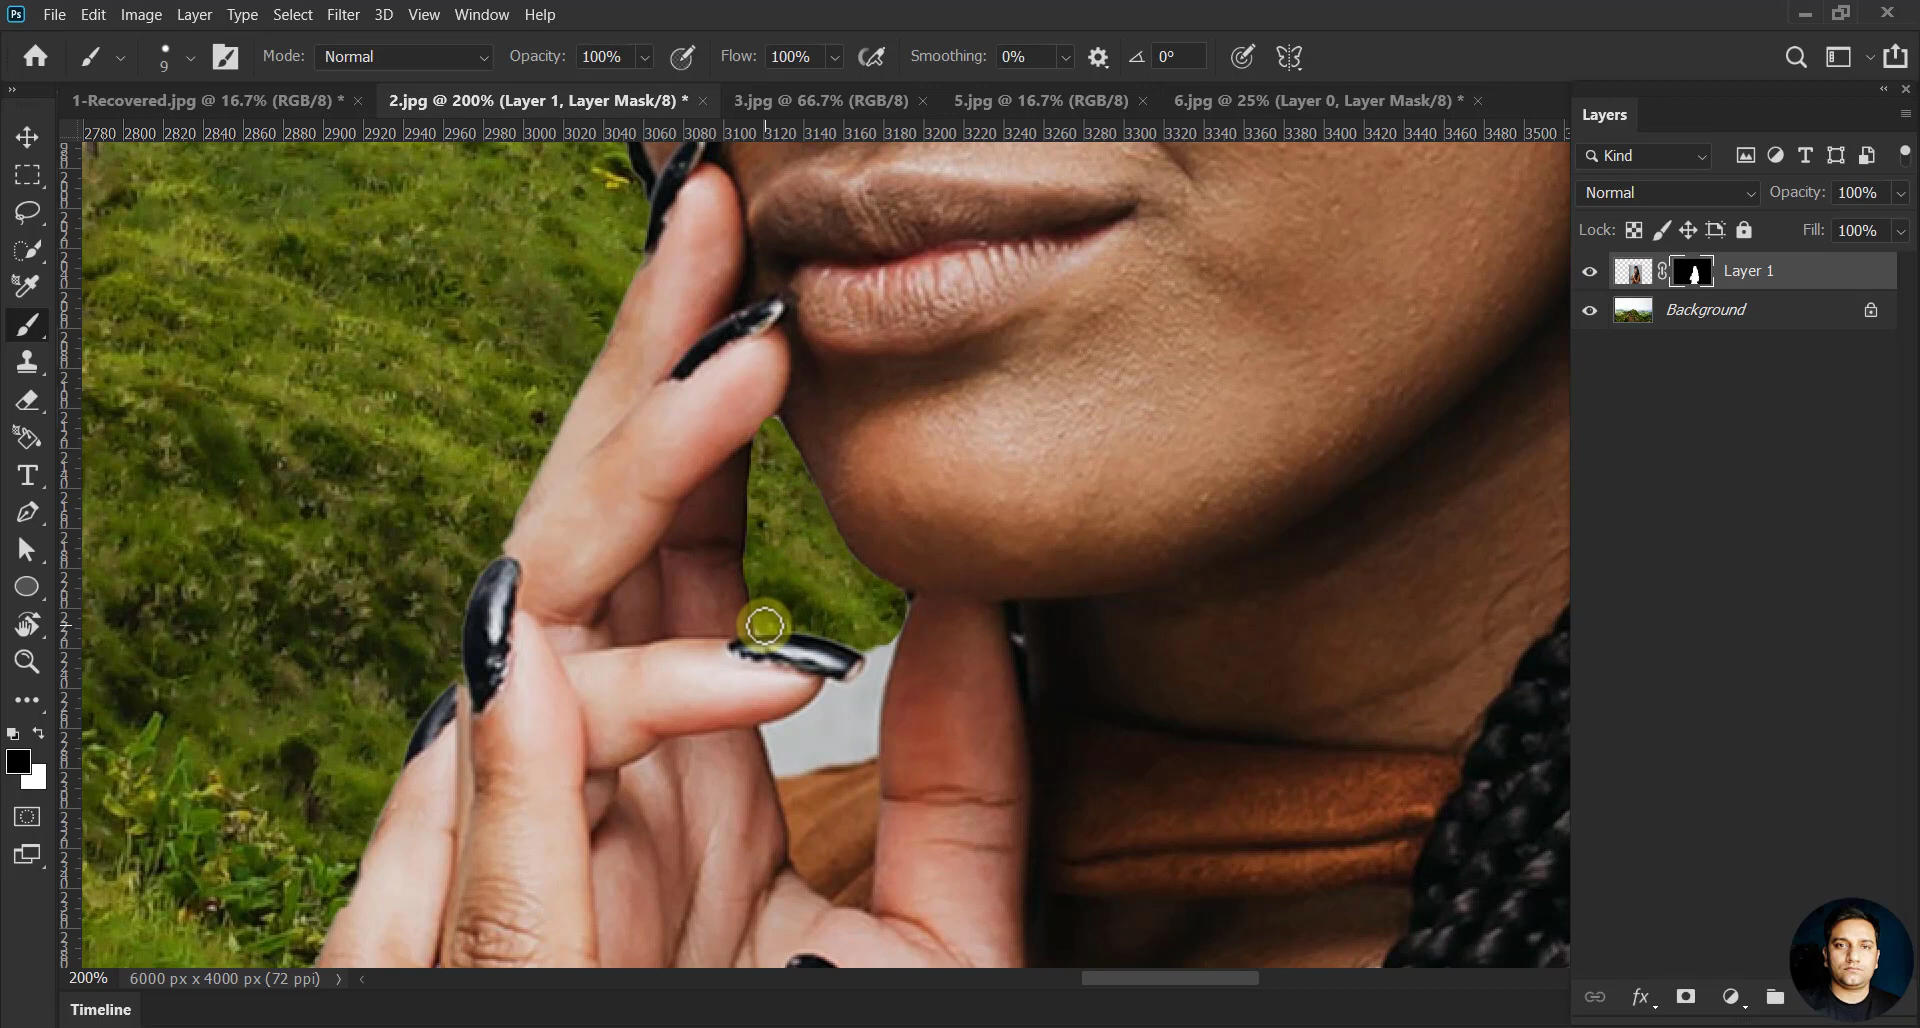 Ps File Edit Image Layer Type Select Filter 3D View Window Help
9 Mode: Normal Opacity: 100% Flow: 100% Smoothing: 0% 0°
1-Recovered.jpg @ 16.7% (RGB/8) * × 2.jpg @ 200% (Layer 1, Layer Mask/8) * × 3.jpg @ 66.7% (RGB/8) × 5.jpg @ 16.7% (RGB/8) × 6.jpg @ 25% (Layer 0, Layer Mask/8) * ×
2780 2800 2820 2840 2860 2880 2900 2920 2940 2960 2980 3000 3020 3040 3060 3080 3100 3120 3140 3160 3180 3200 3220 3240 3260 3280 3300 3320 3340 3360 3380 3400 3420 3440 3460 3480 3500
Layers
Kind
Normal Opacity: 100%
Lock: Fill: 100%
Layer 1
Background
200% 6000 px x 4000 px (72 ppi)
fx
Timeline